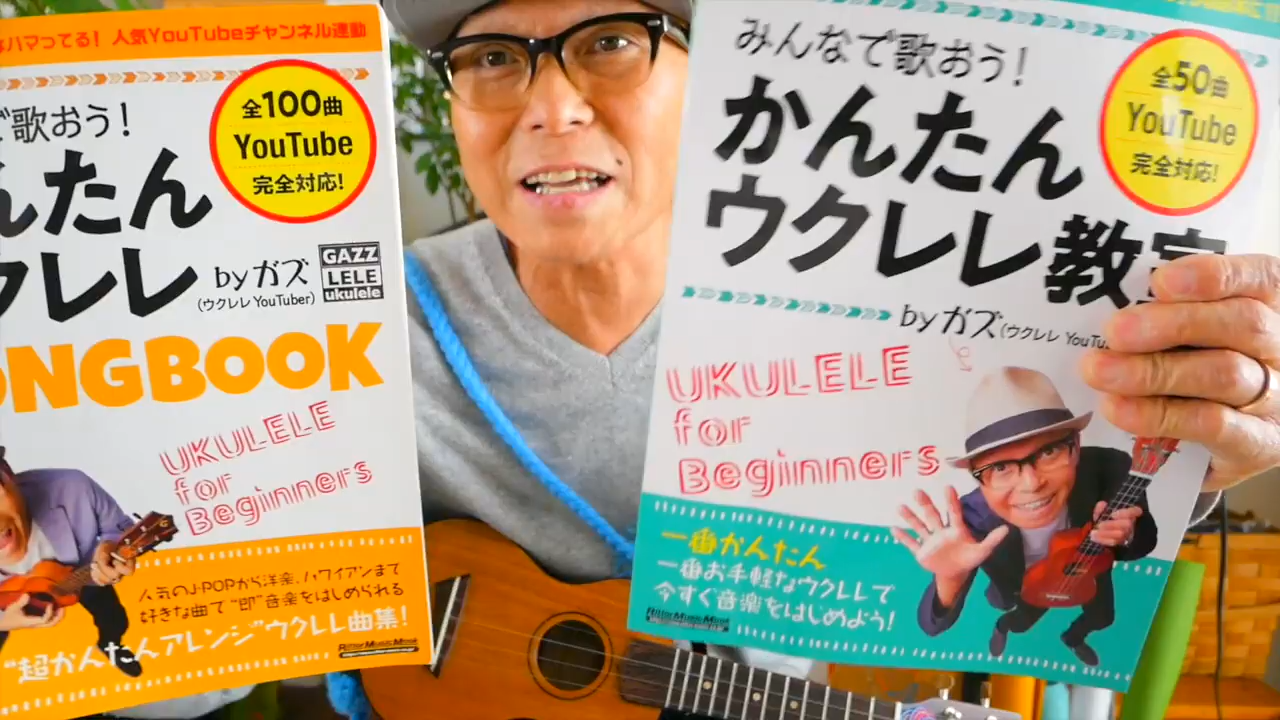 ハマってる! 人気YouTubeチャンネル連動
で歌おう!
んたん
クレレ
byガズ
(ウクレレ YouTuber)
GAZZ
LELE
ukulele
全100曲
YouTube
完全対応!
ONGBOOK
UKULELE
for
Beginners
人気のJ-POPから洋楽、ハワイアンまで
好きな曲で“即”音楽をはじめられる
“超かんたんアレンジ”ウクレレ曲集!
Rittor Music Mook
みんなで歌おう!
かんたん
ウクレレ教室
byガズ(ウクレレ YouTu
全50曲
YouTube
完全対応!
UKULELE
for
Beginners
一番かんたん
一番お手軽なウクレレで
今すぐ音楽をはじめよう!
Rittor Music Mook